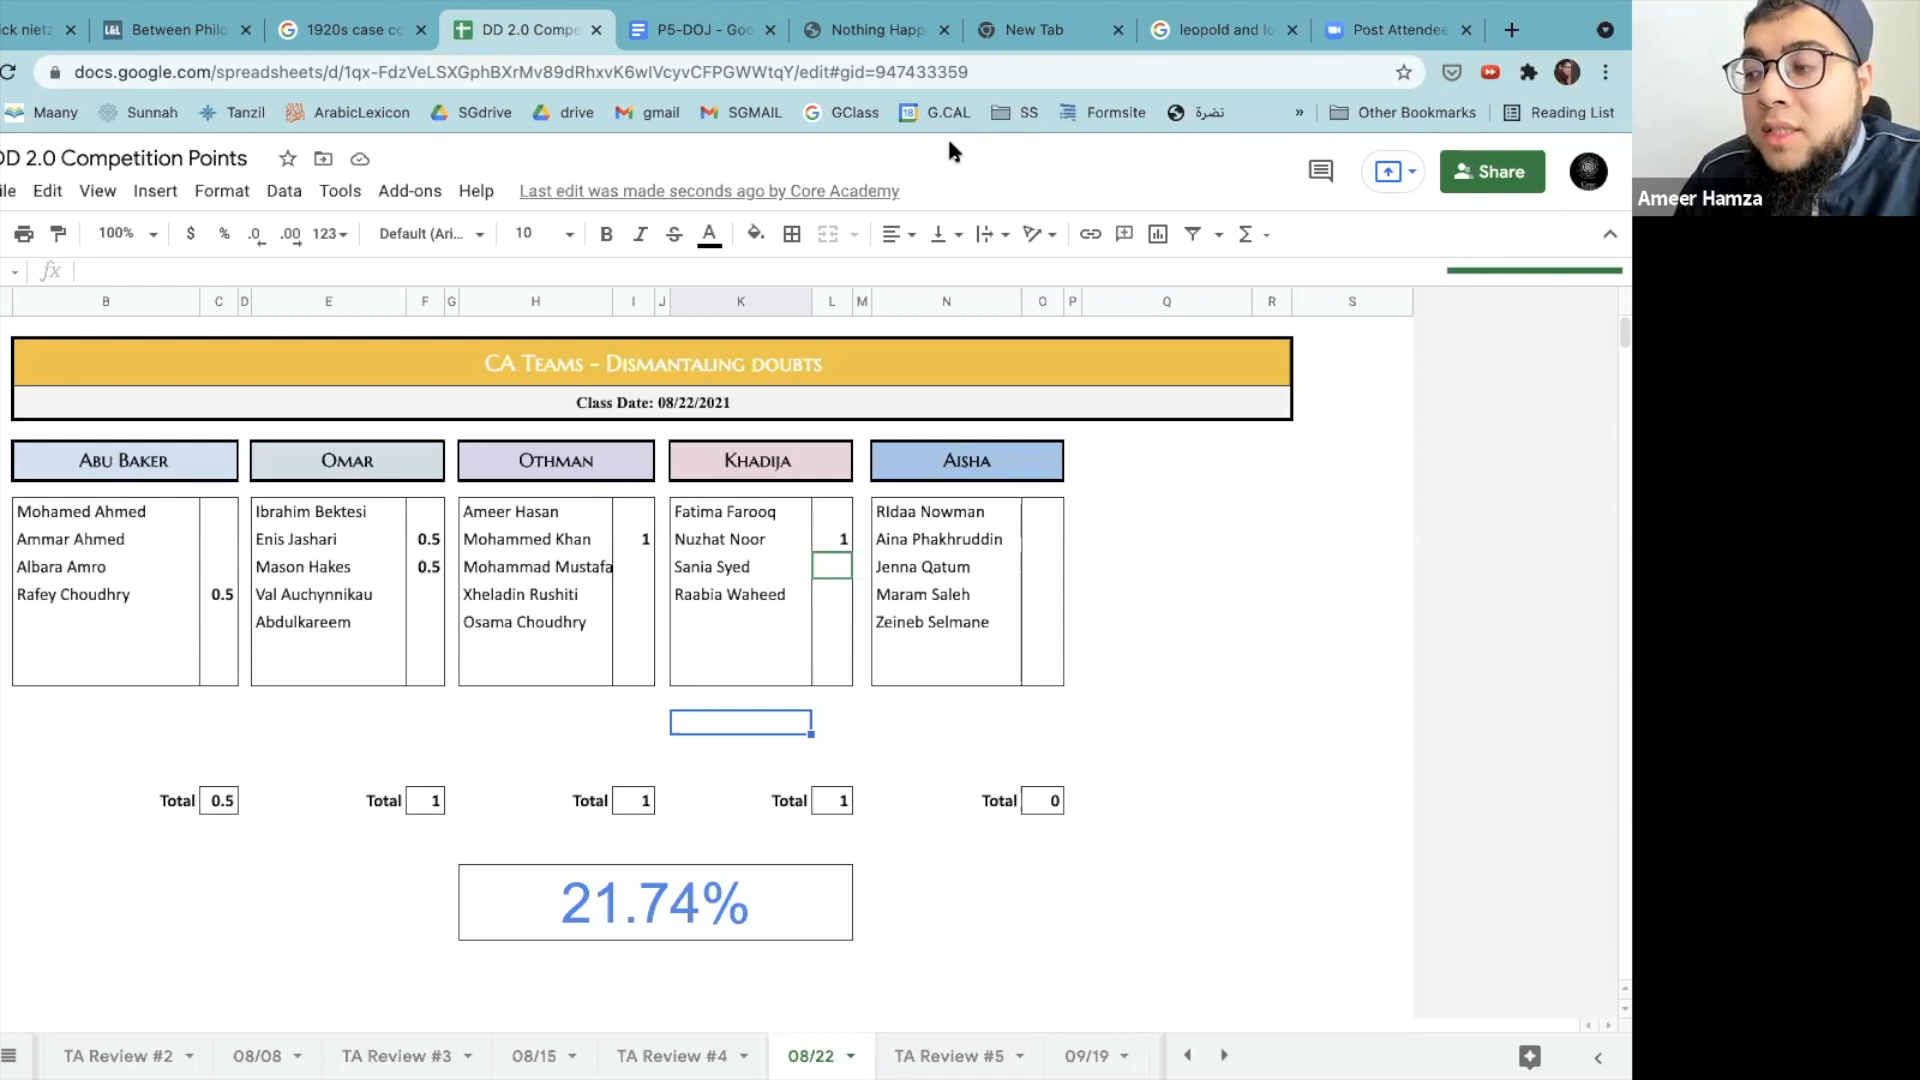 ck nietz
Between Philo
1920s case co
DD 2.0 Compe
P5-DOJ - Goo
Nothing Happ
New Tab
leopold and lo
Post Attendee
docs.google.com/spreadsheets/d/1qx-FdzVeLSXGphBXrMv89dRhxvK6wIVcyvCFPGWWtqY/edit#gid=947433359
Maany Sunnah Tanzil ArabicLexicon SGdrive drive gmail SGMAIL GClass 18 G.CAL SS Formsite نضرة » Other Bookmarks Reading List
DD 2.0 Competition Points
ile Edit View Insert Format Data Tools Add-ons Help Last edit was made seconds ago by Core Academy
Share
100% $ % .0 .00 123 Default (Ari... 10 B I S A Σ
fx
B C D E F G H I J K L M N O P Q R S
CA Teams - Dismantaling doubts
Class Date: 08/22/2021
Abu Baker Omar Othman Khadija Aisha
Mohamed Ahmed Ibrahim Bektesi Ameer Hasan Fatima Farooq RIdaa Nowman
Ammar Ahmed Enis Jashari 0.5 Mohammed Khan 1 Nuzhat Noor 1 Aina Phakhruddin
Albara Amro Mason Hakes 0.5 Mohammad Mustafa Sania Syed Jenna Qatum
Rafey Choudhry 0.5 Val Auchynnikau Xheladin Rushiti Raabia Waheed Maram Saleh
Abdulkareem Osama Choudhry Zeineb Selmane
Total 0.5 Total 1 Total 1 Total 1 Total 0
21.74%
TA Review #2 08/08 TA Review #3 08/15 TA Review #4 08/22 TA Review #5 09/19
Ameer Hamza